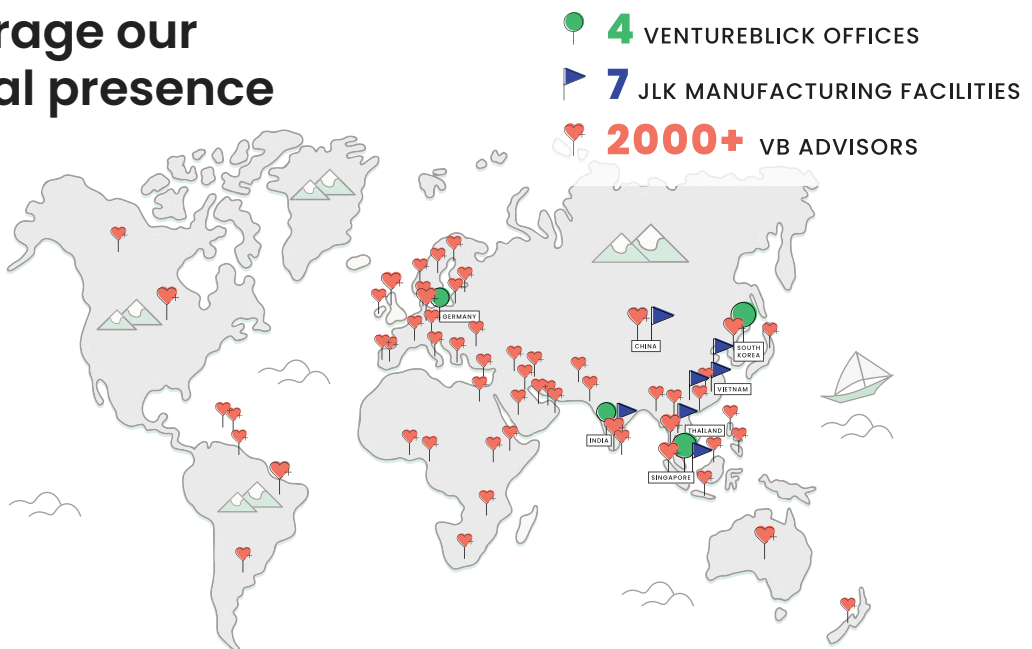 rage our
al presence
4 VENTUREBLICK OFFICES
7 JLK MANUFACTURING FACILITIES
2000+ VB ADVISORS
GERMANY
CHINA
SOUTH
KOREA
VIETNAM
THAILAND
INDIA
SINGAPORE